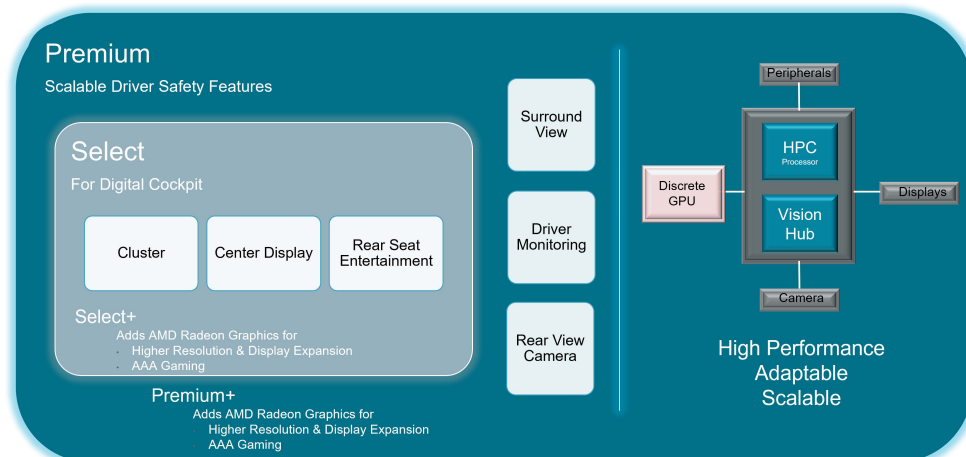 Premium
Scalable Driver Safety Features
Select
For Digital Cockpit
Cluster
Center Display
Rear Seat
Entertainment
Select+
Adds AMD Radeon Graphics for
· Higher Resolution & Display Expansion
· AAA Gaming
Premium+
Adds AMD Radeon Graphics for
· Higher Resolution & Display Expansion
· AAA Gaming
Surround
View
Driver
Monitoring
Rear View
Camera
Peripherals
HPC
Processor
Discrete
GPU
Displays
Vision
Hub
Camera
High Performance
Adaptable
Scalable